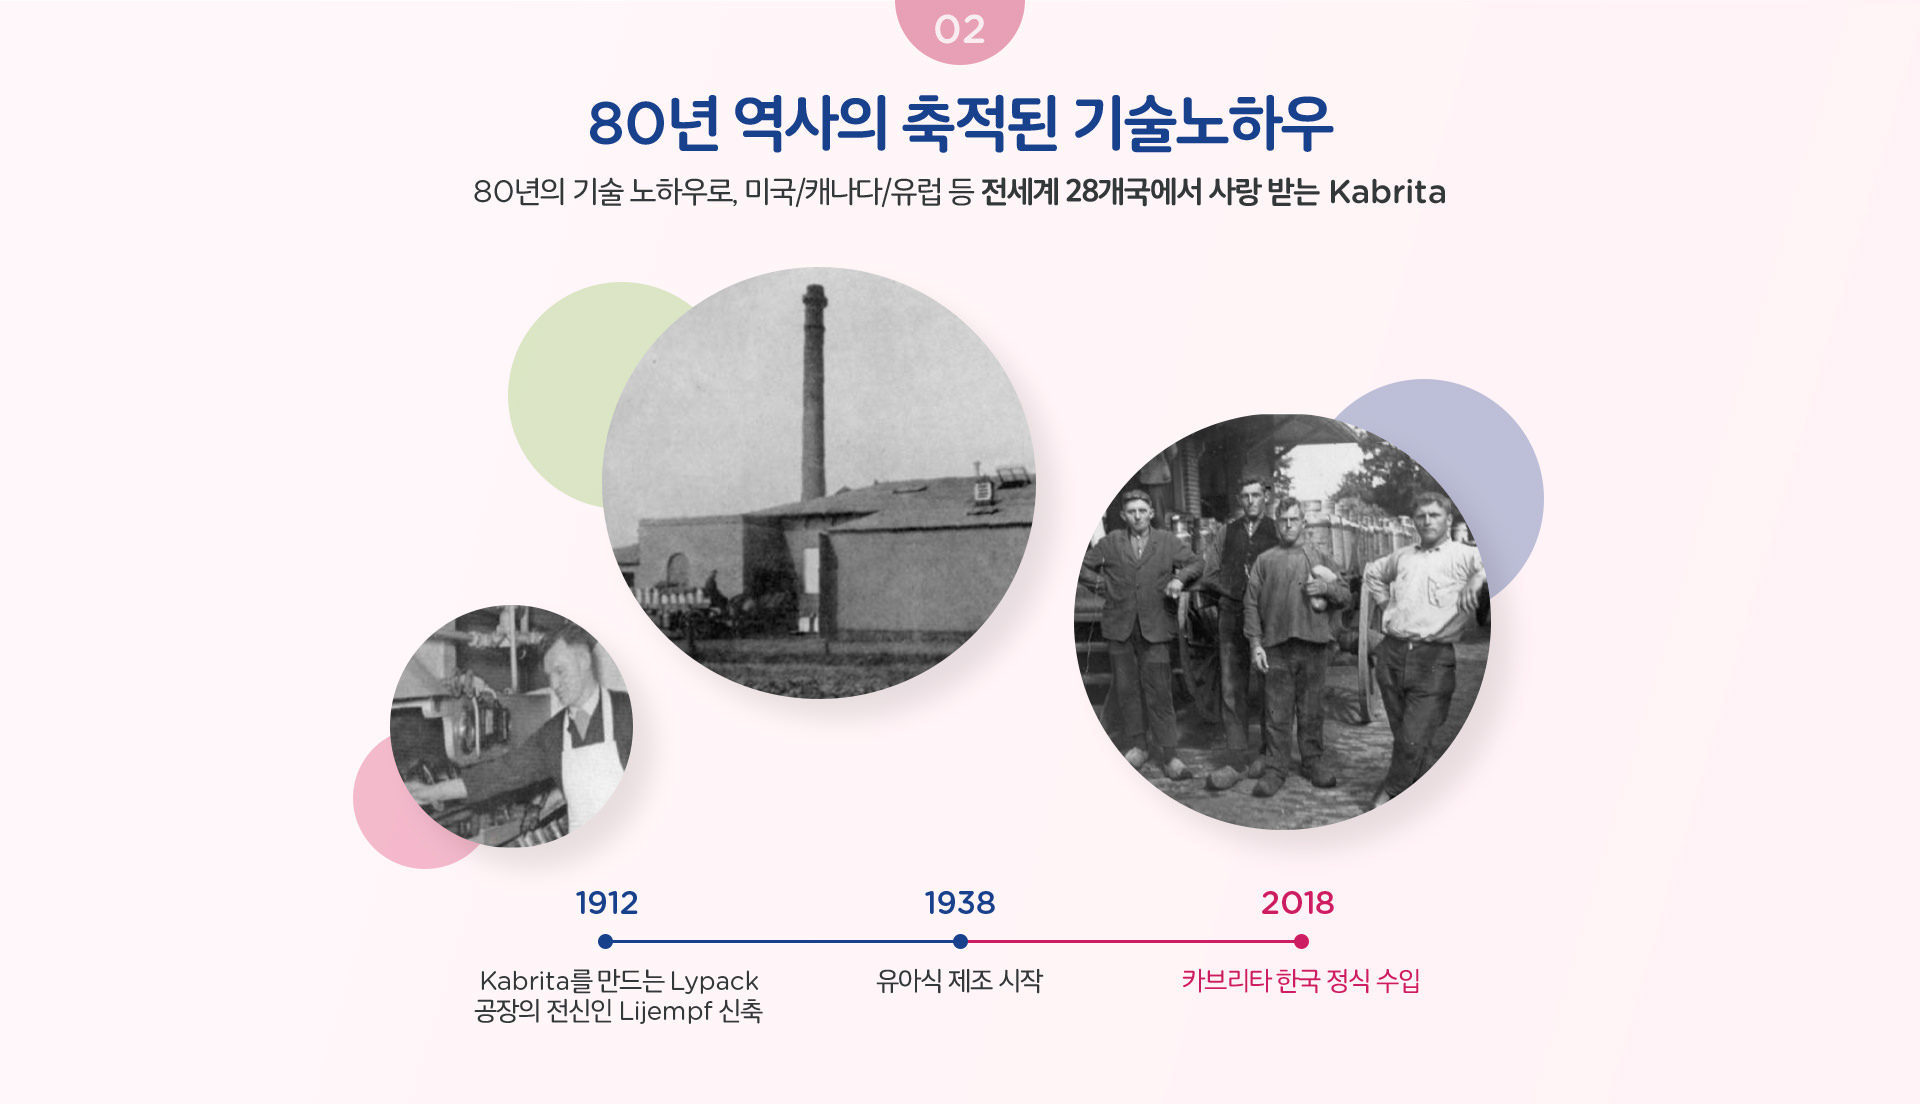 02
80년 역사의 축적된 기술노하우
80년의 기술 노하우로, 미국/캐나다/유럽 등 전세계 28개국에서 사랑 받는 Kabrita
1912
Kabrita를 만드는 Lypack
공장의 전신인 Lijempf 신축
1938
유아식 제조 시작
2018
카브리타 한국 정식 수입